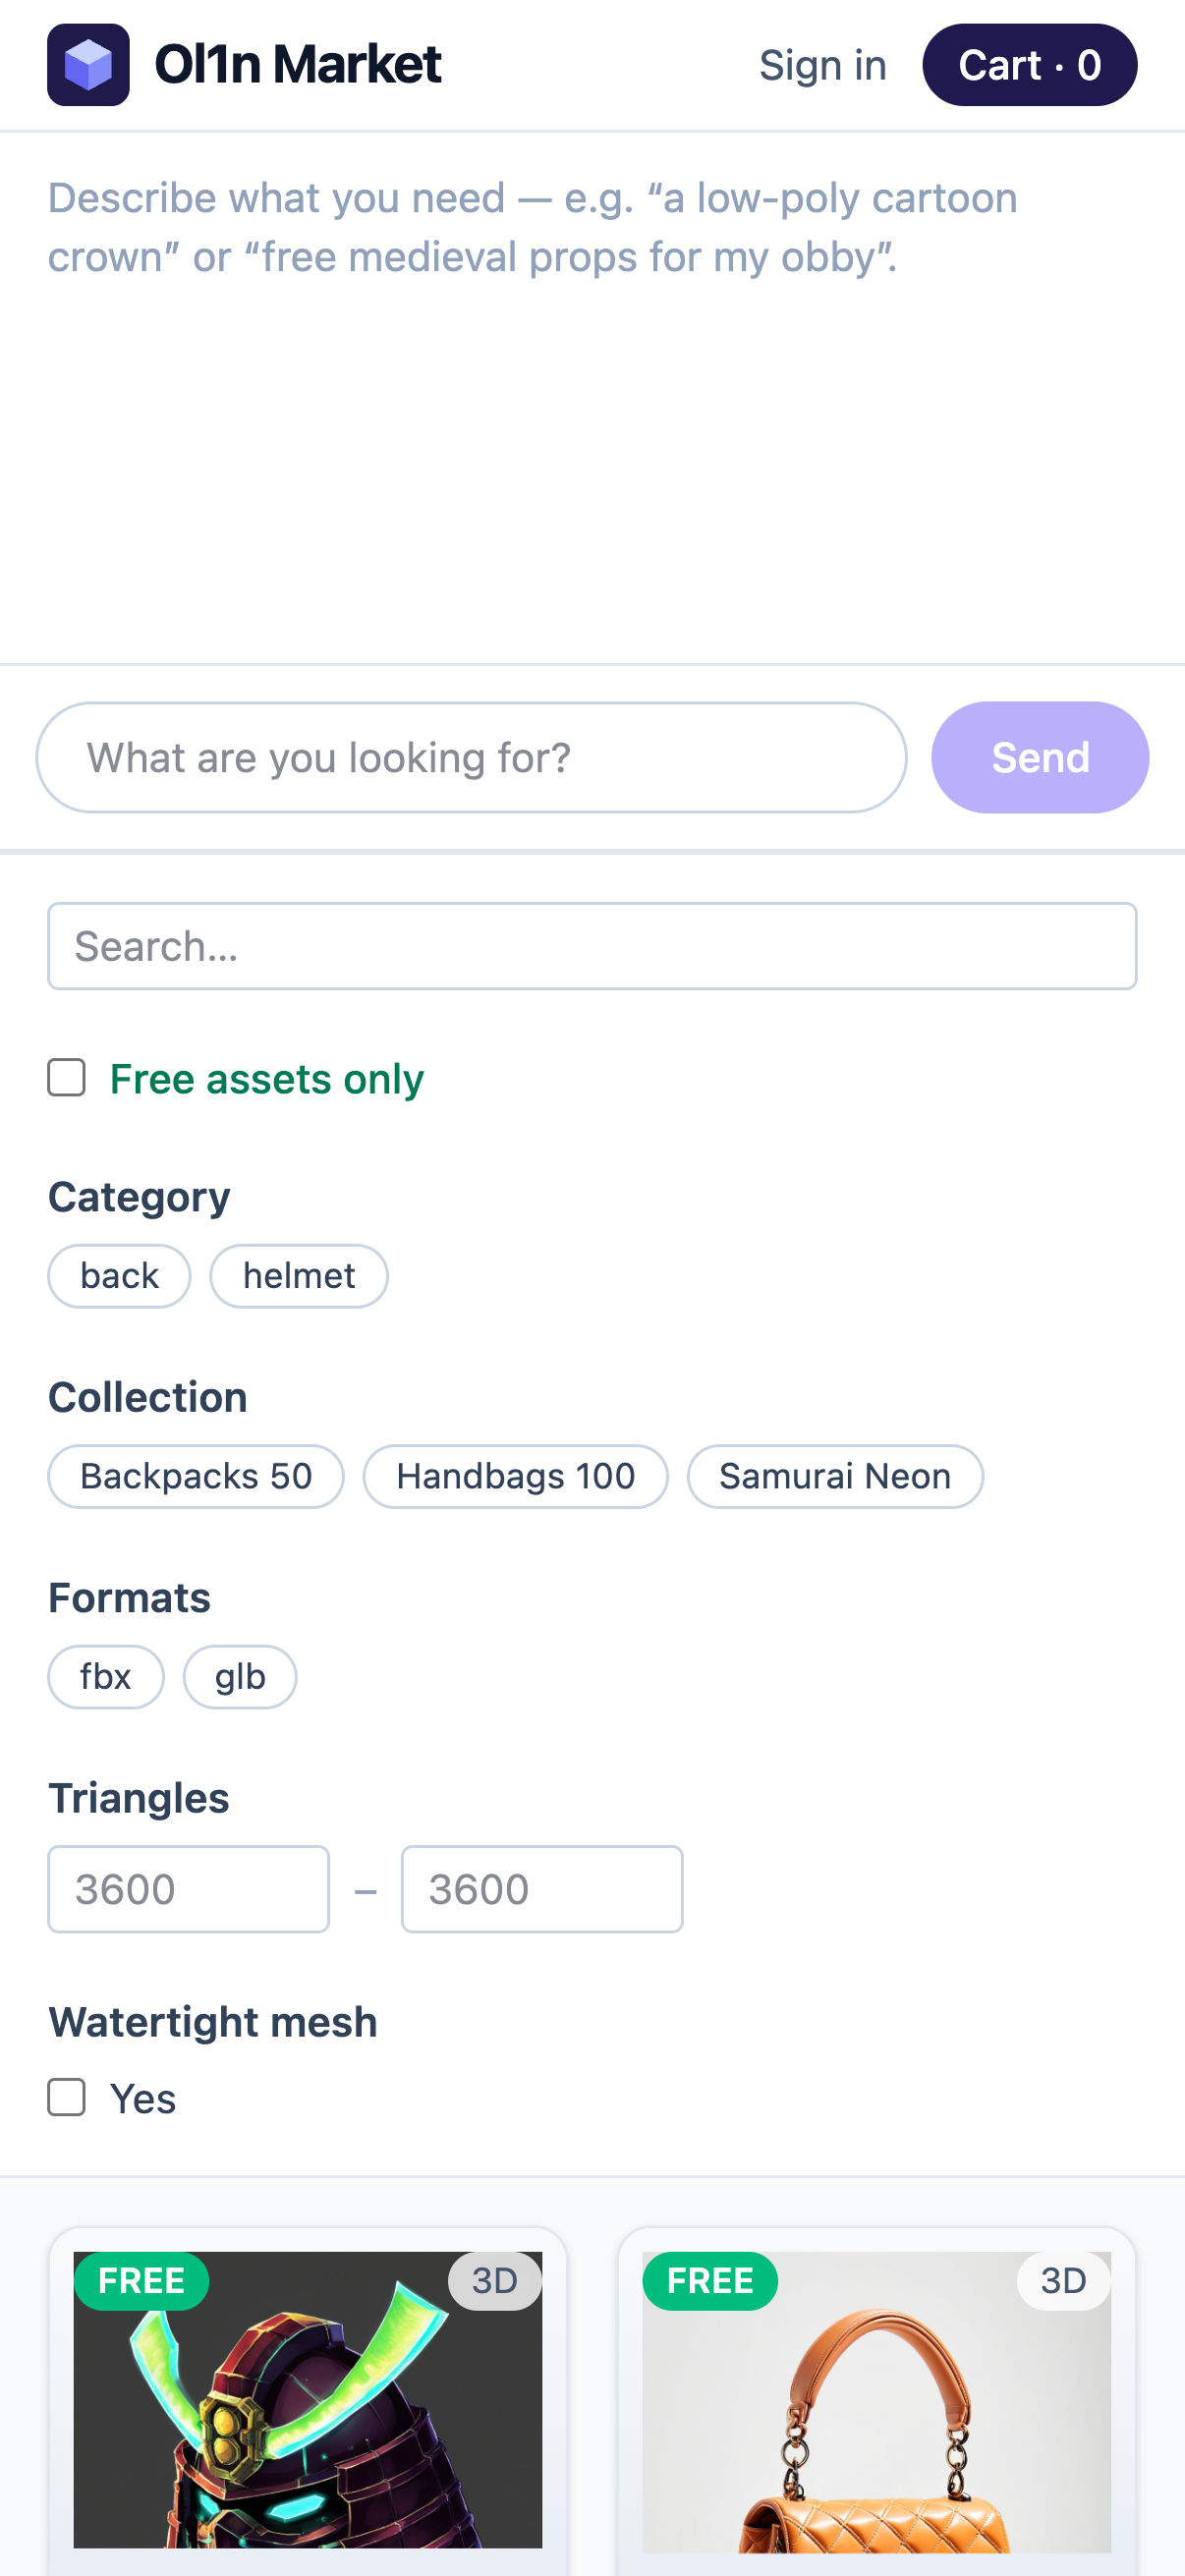 Ol1n Market
Sign in
Cart · 0
Describe what you need — e.g. “a low-poly cartoon
crown” or “free medieval props for my obby”.
What are you looking for?
Send
Search...
Free assets only
Category
back
helmet
Collection
Backpacks 50
Handbags 100
Samurai Neon
Formats
fbx
glb
Triangles
3600 – 3600
Watertight mesh
Yes
FREE
3D
FREE
3D